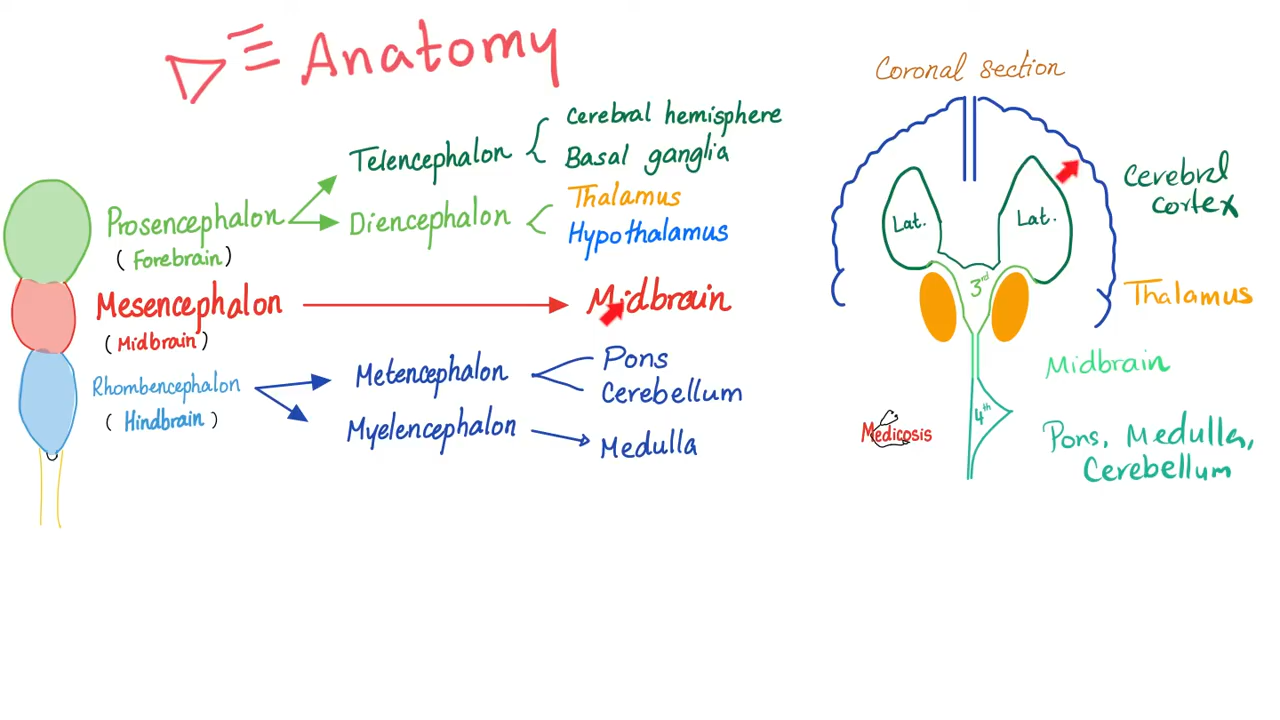 Anatomy
Telencephalon
Cerebral hemisphere
Basal ganglia
Prosencephalon
(Forebrain)
Diencephalon
Thalamus
Hypothalamus
Mesencephalon
(Midbrain)
Midbrain
Rhombencephalon
(Hindbrain)
Metencephalon
Pons
Cerebellum
Myelencephalon
Medulla
Coronal section
Lat.
Lat.
Cerebral
cortex
3rd
Thalamus
Midbrain
4th
Medicosis
Pons, Medulla,
Cerebellum